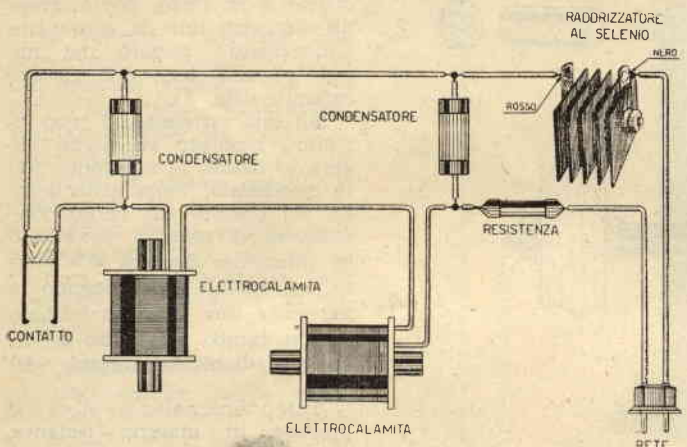 RADDRIZZATORE
AL SELENIO
NERO
ROSSO
CONDENSATORE
CONDENSATORE
RESISTENZA
ELETTROCALAMITA
CONTATTO
ELETTROCALAMITA
RETE